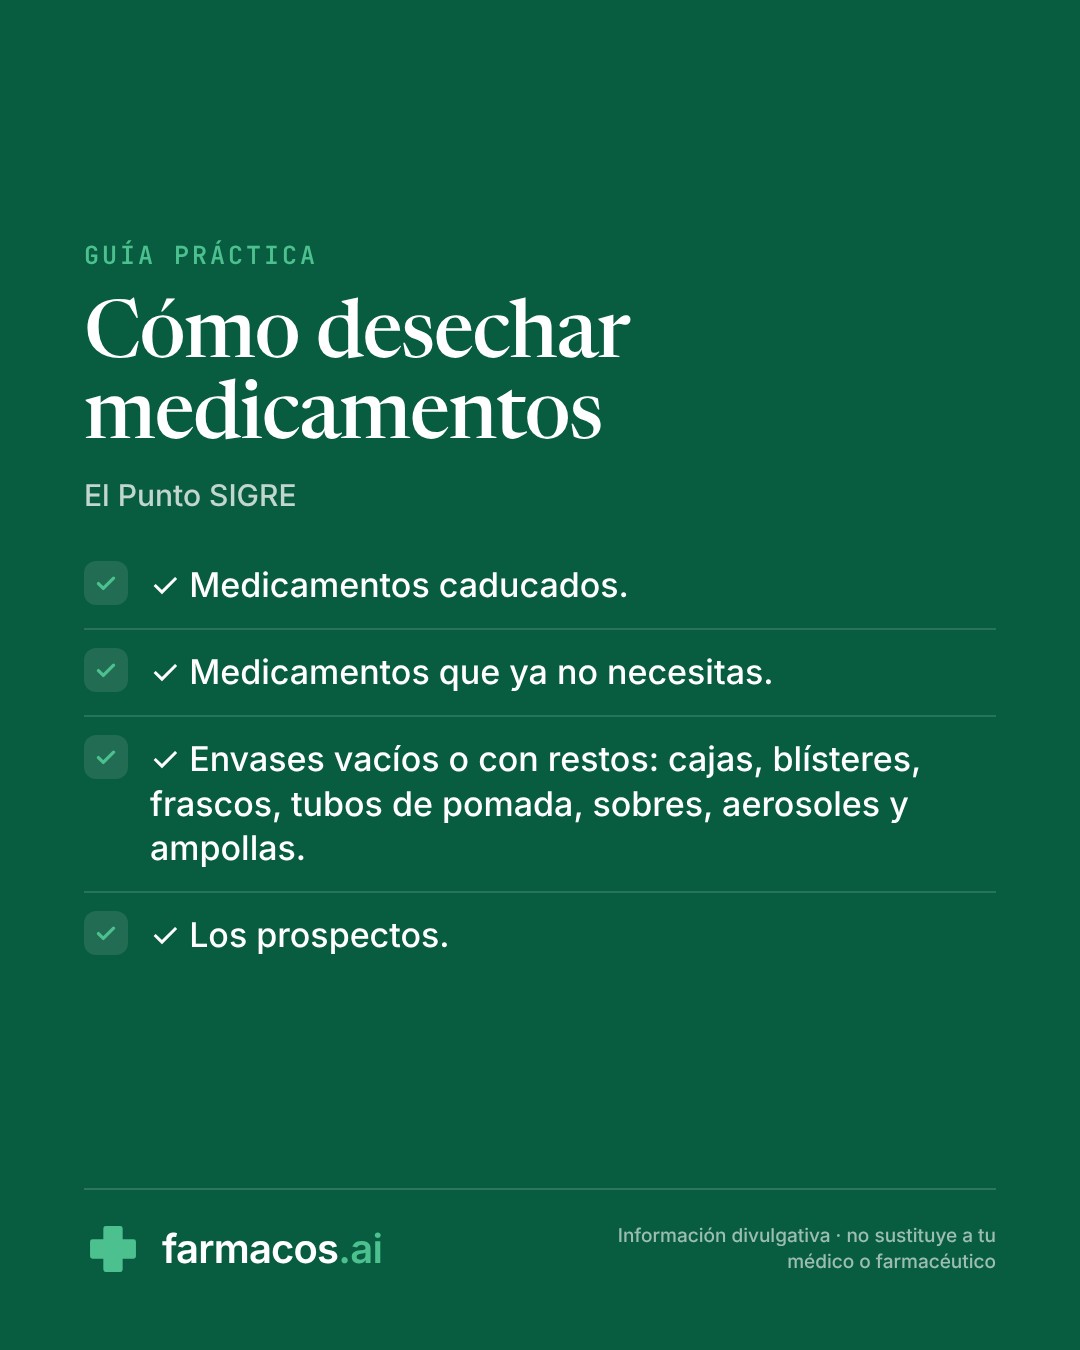 GUÍA PRÁCTICA
Cómo desechar
medicamentos
El Punto SIGRE
✓ Medicamentos caducados.
✓ Medicamentos que ya no necesitas.
✓ Envases vacíos o con restos: cajas, blísteres,
frascos, tubos de pomada, sobres, aerosoles y
ampollas.
✓ Los prospectos.
farmacos.ai
Información divulgativa · no sustituye a tu
médico o farmacéutico